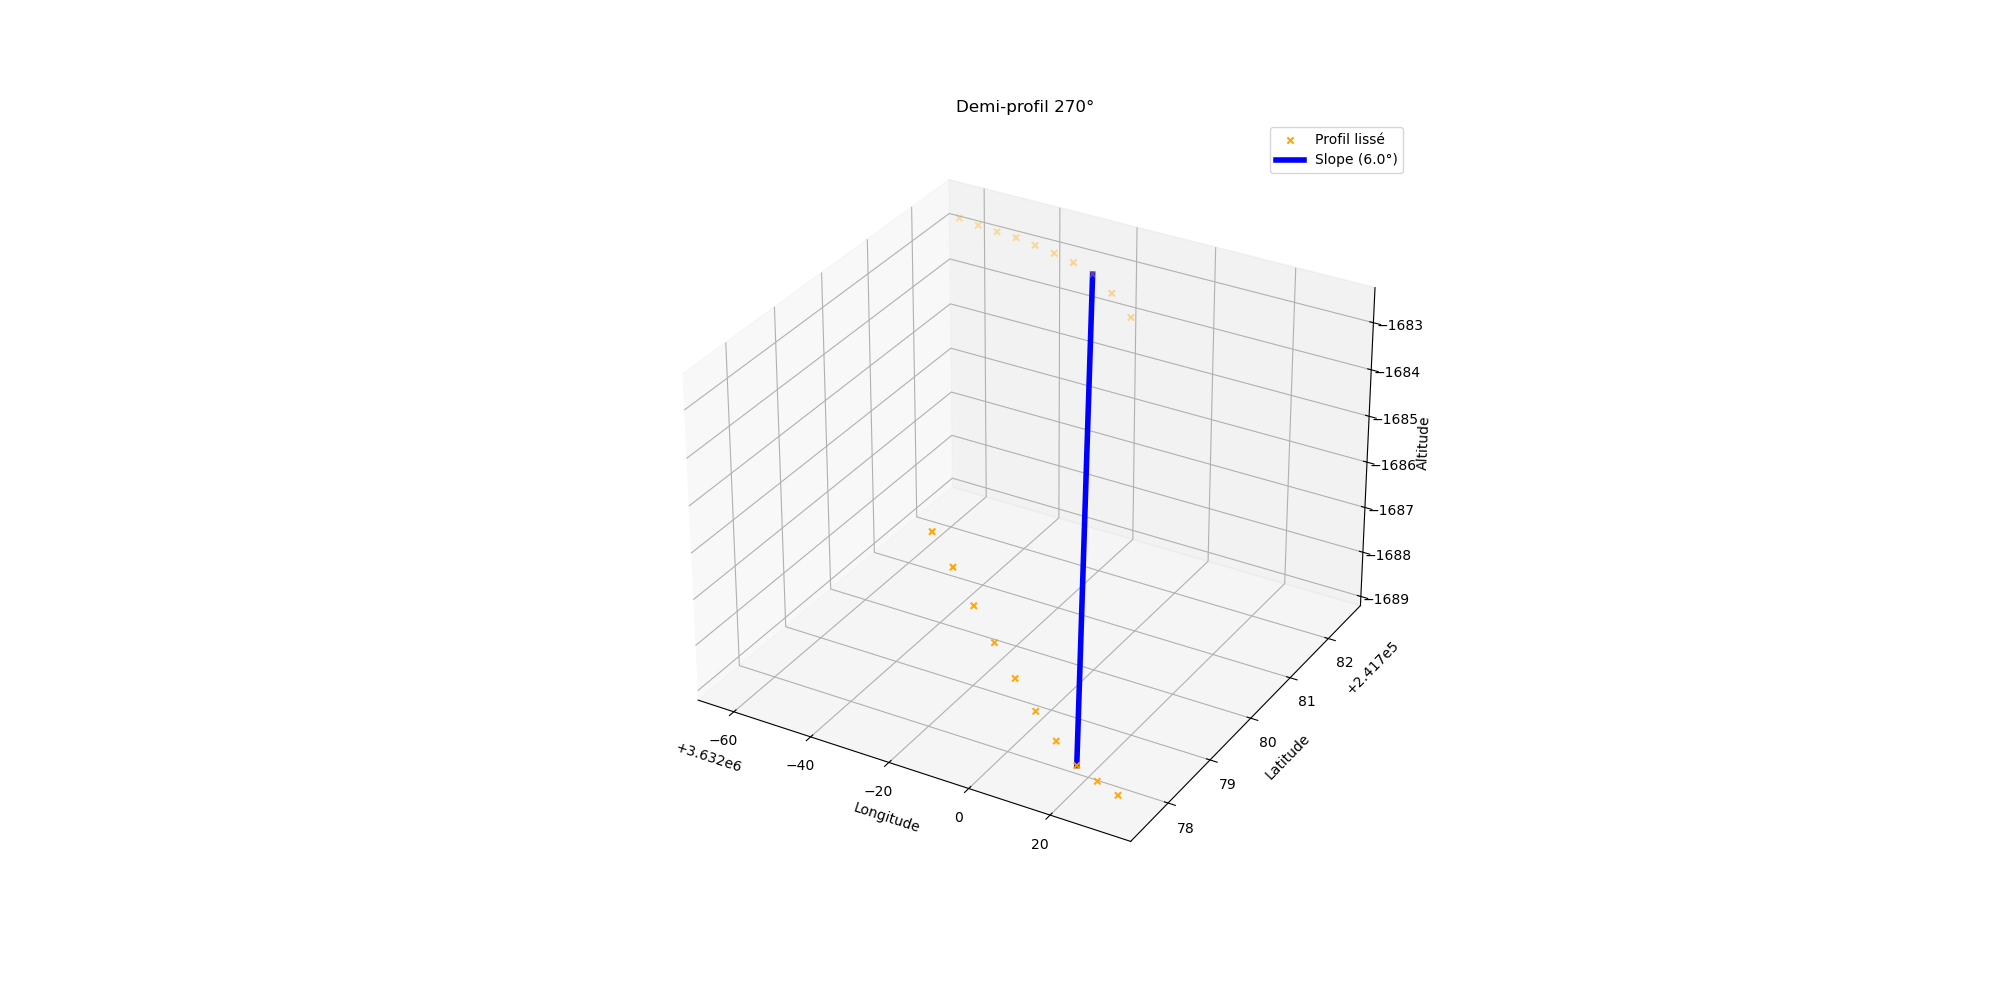 Demi-profil 270°
Profil lissé
Slope (6.0°)
−1683
−1684
−1685
−1686
−1687
−1688
−1689
Altitude
82
81
80
79
78
+2.417e5
Latitude
−60
−40
−20
0
20
+3.632e6
Longitude